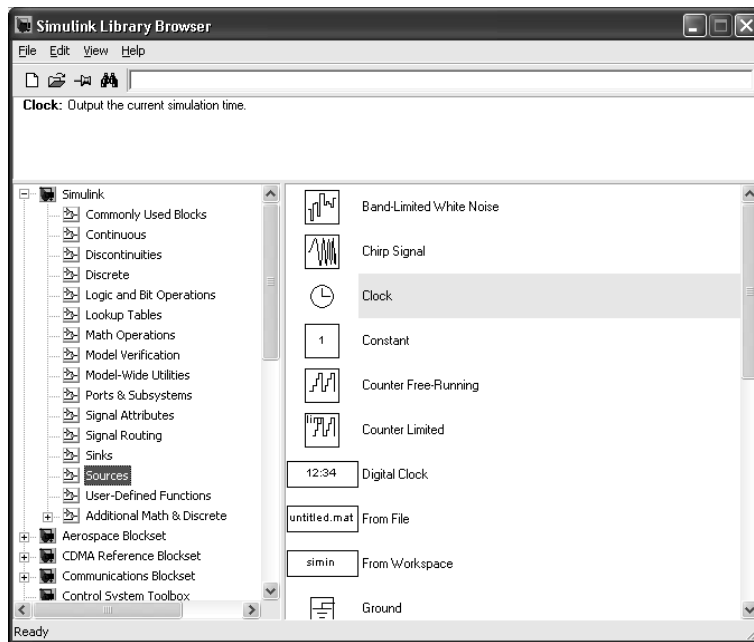 Simulink Library Browser
File Edit View Help
Clock: Output the current simulation time.
Simulink
Commonly Used Blocks
Continuous
Discontinuities
Discrete
Logic and Bit Operations
Lookup Tables
Math Operations
Model Verification
Model-Wide Utilities
Ports & Subsystems
Signal Attributes
Signal Routing
Sinks
Sources
User-Defined Functions
Additional Math & Discrete
Aerospace Blockset
CDMA Reference Blockset
Communications Blockset
Control System Toolbox
Band-Limited White Noise
Chirp Signal
Clock
1 Constant
Counter Free-Running
lim Counter Limited
12:34 Digital Clock
untitled.mat From File
simin From Workspace
Ground
Ready